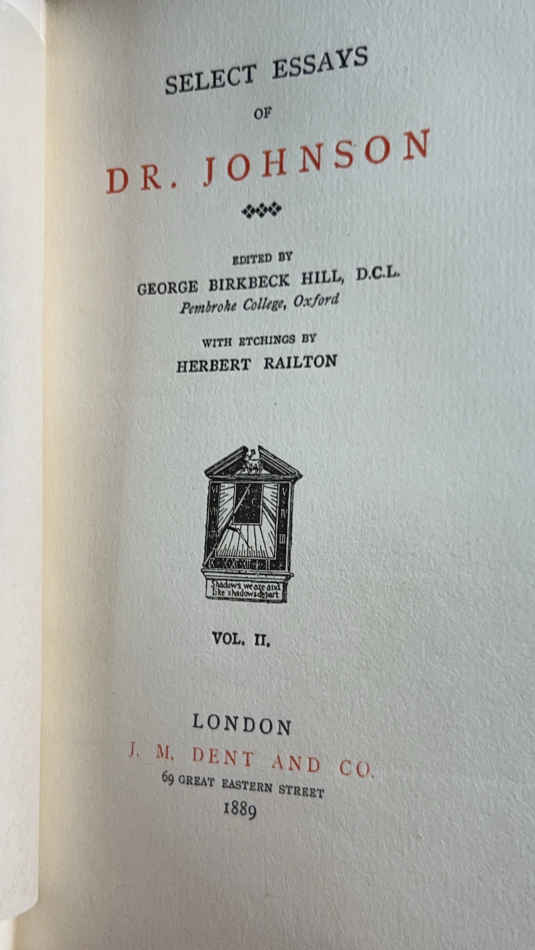 SELECT ESSAYS
OF
DR. JOHNSON
EDITED BY
GEORGE BIRKBECK HILL, D.C.L.
Pembroke College, Oxford
WITH ETCHINGS BY
HERBERT RAILTON
Shadows we are and
like shadows depart
VOL. II.
LONDON
J. M. DENT AND CO.
69 GREAT EASTERN STREET
1889